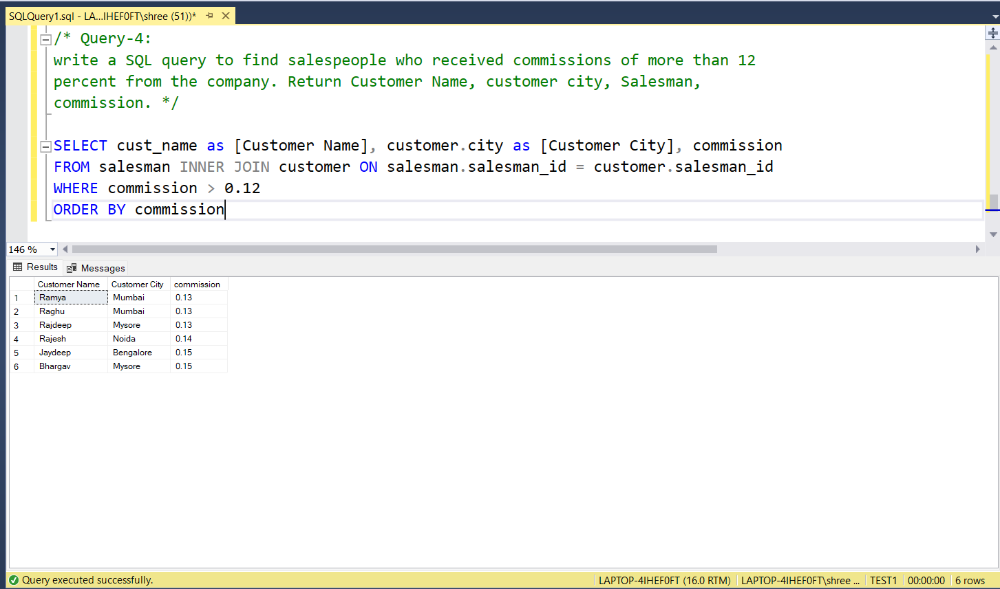 SQLQuery1.sql - LA...IHEF0FT\shree (51))*
/* Query-4:
write a SQL query to find salespeople who received commissions of more than 12
percent from the company. Return Customer Name, customer city, Salesman,
commission. */
SELECT cust_name as [Customer Name], customer.city as [Customer City], commission
FROM salesman INNER JOIN customer ON salesman.salesman_id = customer.salesman_id
WHERE commission > 0.12
ORDER BY commission
146 %
Results Messages
Customer Name Customer City commission
1 Ramya Mumbai 0.13
2 Raghu Mumbai 0.13
3 Rajdeep Mysore 0.13
4 Rajesh Noida 0.14
5 Jaydeep Bengalore 0.15
6 Bhargav Mysore 0.15
Query executed successfully. LAPTOP-4IHEF0FT (16.0 RTM) LAPTOP-4IHEF0FT\shree ... TEST1 00:00:00 6 rows